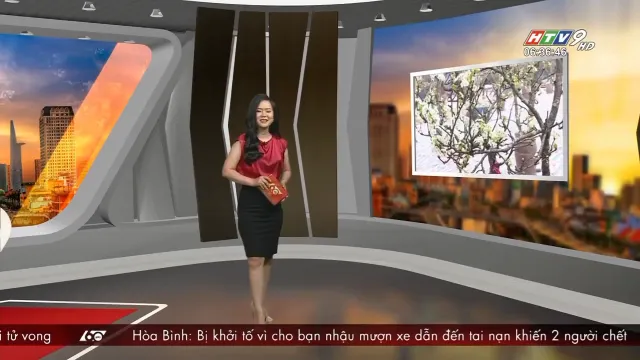 HTV9 HD
06:36:46
i tử vong
60 Hòa Bình: Bị khởi tố vì cho bạn nhậu mượn xe dẫn đến tai nạn khiến 2 người chết